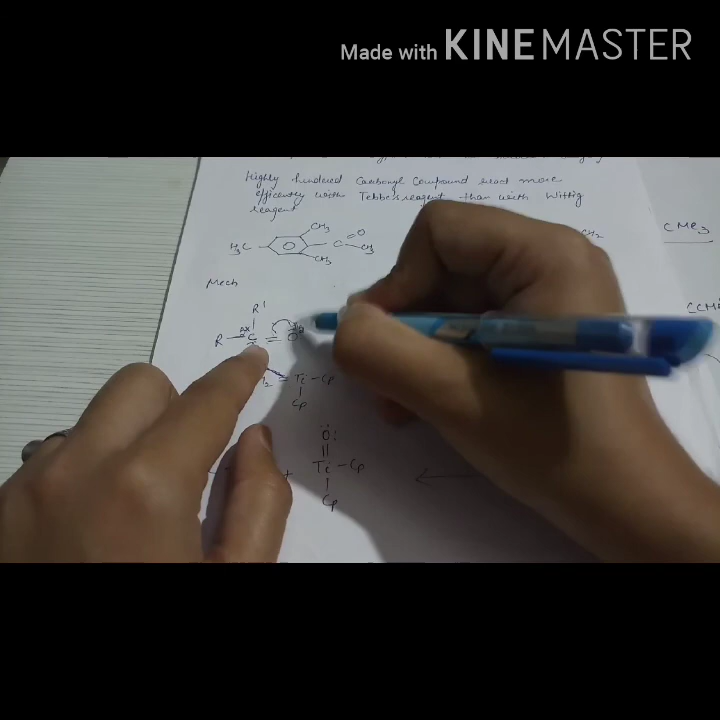 Made with KINEMASTER
Highly hindered Carbonyl Compound react more
efficiently with Tebbe's reagent than with Wittig
reagent
CH3
O
H3C
C
CH3
CH3
CH2
CMe3
Mech
R'
R
C
=
O
Ti
Cp
Cp
O
Ti
Cp
Cp
+